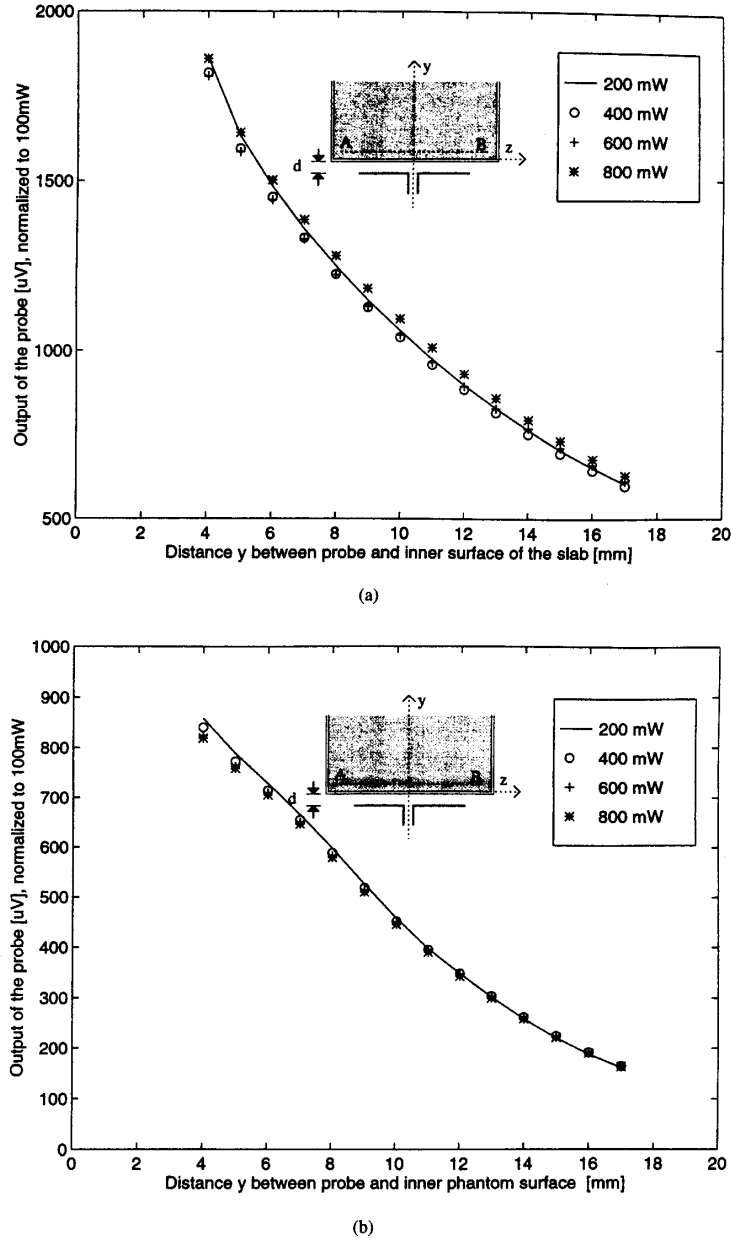 2000
1500
1000
500
Output of the probe [uV], normalized to 100mW
y
A
B
z
d
200 mW
400 mW
600 mW
800 mW
0
2
4
6
8
10
12
14
16
18
20
Distance y between probe and inner surface of the slab [mm]
(a)
1000
900
800
700
600
500
400
300
200
100
0
Output of the probe [uV], normalized to 100mW
y
A
B
z
d
200 mW
400 mW
600 mW
800 mW
0
2
4
6
8
10
12
14
16
18
20
Distance y between probe and inner phantom surface [mm]
(b)